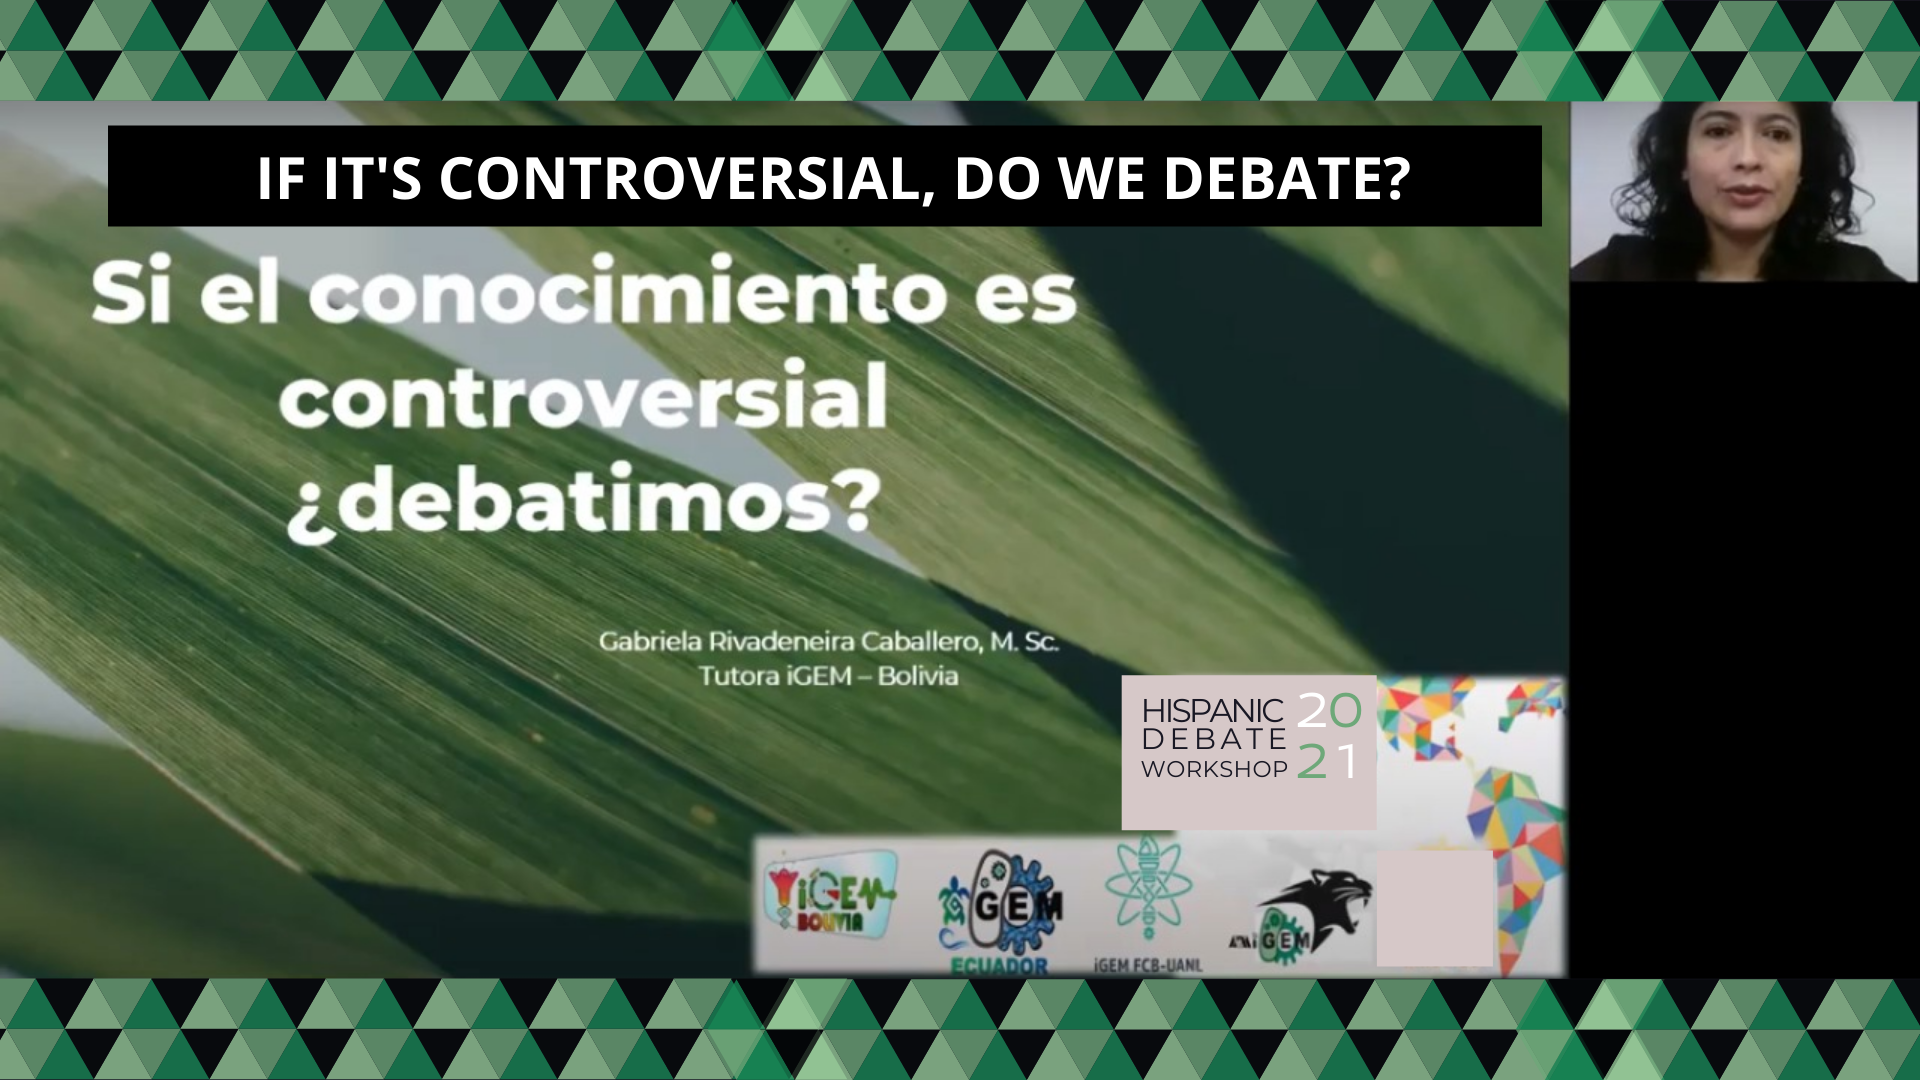 IF IT'S CONTROVERSIAL, DO WE DEBATE?
Si el conocimiento es
controversial
¿debatimos?
Gabriela Rivadeneira Caballero, M. Sc.
Tutora iGEM – Bolivia
HISPANIC 20
DEBATE
WORKSHOP 21
iGEM
BOLIVIA
iGEM
ECUADOR
iGEM FCB-UANL
iGEM